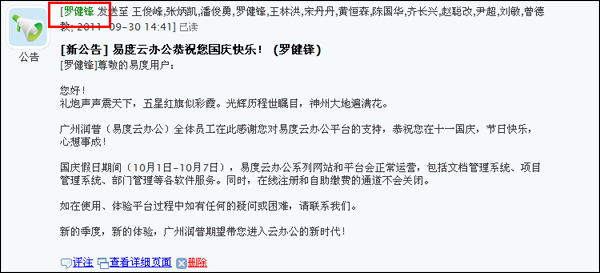 [罗健锋 发送至 王俊峰,张炳凯,潘俊勇,罗健锋,王林洪,宋丹丹,黄恒森,陈国华,齐长兴,赵聪改,尹超,刘敏,曾德
教; 2011-09-30 14:41] 已读
公告
[新公告] 易度云办公恭祝您国庆快乐！ (罗健锋)
[罗健锋]尊敬的易度用户：
您好！
礼炮声声震天下，五星红旗似彩霞。光辉历程世瞩目，神州大地遍满花。
广州润普（易度云办公）全体员工在此感谢您对易度云办公平台的支持，恭祝您在十一国庆，节日快乐，
心想事成！
国庆假日期间（10月1日-10月7日），易度云办公系列网站和平台会正常运营，包括文档管理系统、项目
管理系统、部门管理等各软件服务。同时，在线注册和自助缴费的通道不会关闭。
如在使用、体验平台过程中如有任何的疑问或困难，请联系我们。
新的季度，新的体验，广州润普期望带您进入云办公的新时代！
评注 查看详细页面 删除